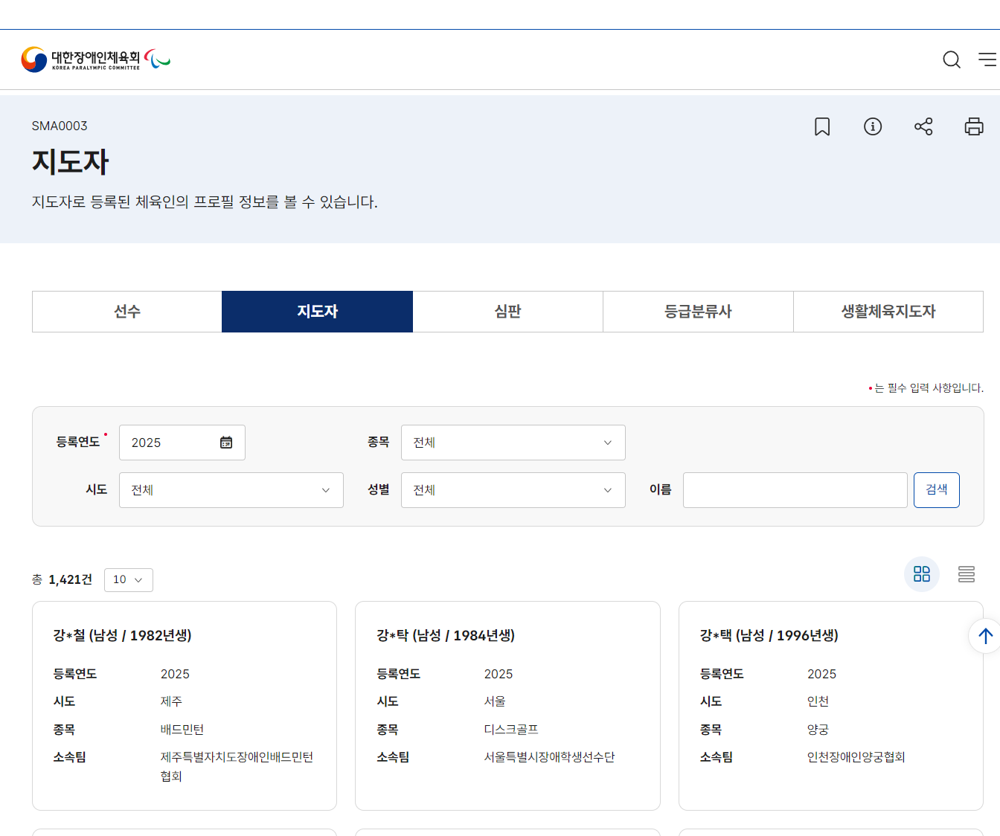 대한장애인체육회
KOREA PARALYMPIC COMMITTEE
SMA0003
지도자
지도자로 등록된 체육인의 프로필 정보를 볼 수 있습니다.
선수 지도자 심판 등급분류사 생활체육지도자
•는 필수 입력 사항입니다.
등록연도• 2025 종목 전체
시도 전체 성별 전체 이름 검색
총 1,421건 10
강*철 (남성 / 1982년생)
등록연도 2025
시도 제주
종목 배드민턴
소속팀 제주특별자치도장애인배드민턴
협회
강*탁 (남성 / 1984년생)
등록연도 2025
시도 서울
종목 디스크골프
소속팀 서울특별시장애학생선수단
강*택 (남성 / 1996년생)
등록연도 2025
시도 인천
종목 양궁
소속팀 인천장애인양궁협회